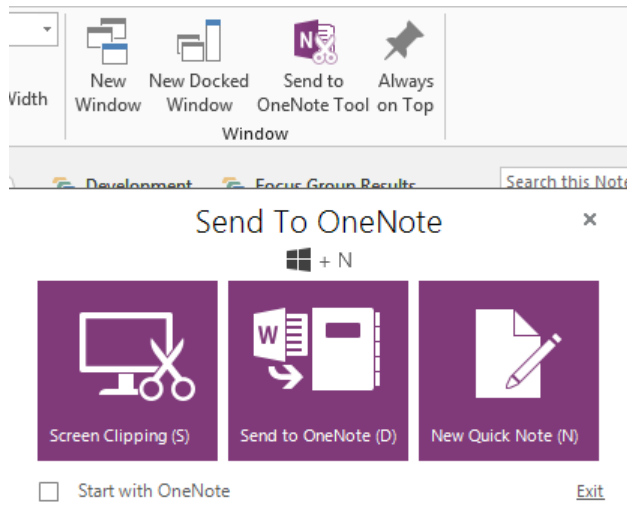 Width
New Window
New Docked Window
Send to OneNote Tool
Always on Top
Window
Development
Focus Group Results
Search this Note
Send To OneNote
+ N
Screen Clipping (S)
Send to OneNote (D)
New Quick Note (N)
Start with OneNote
Exit